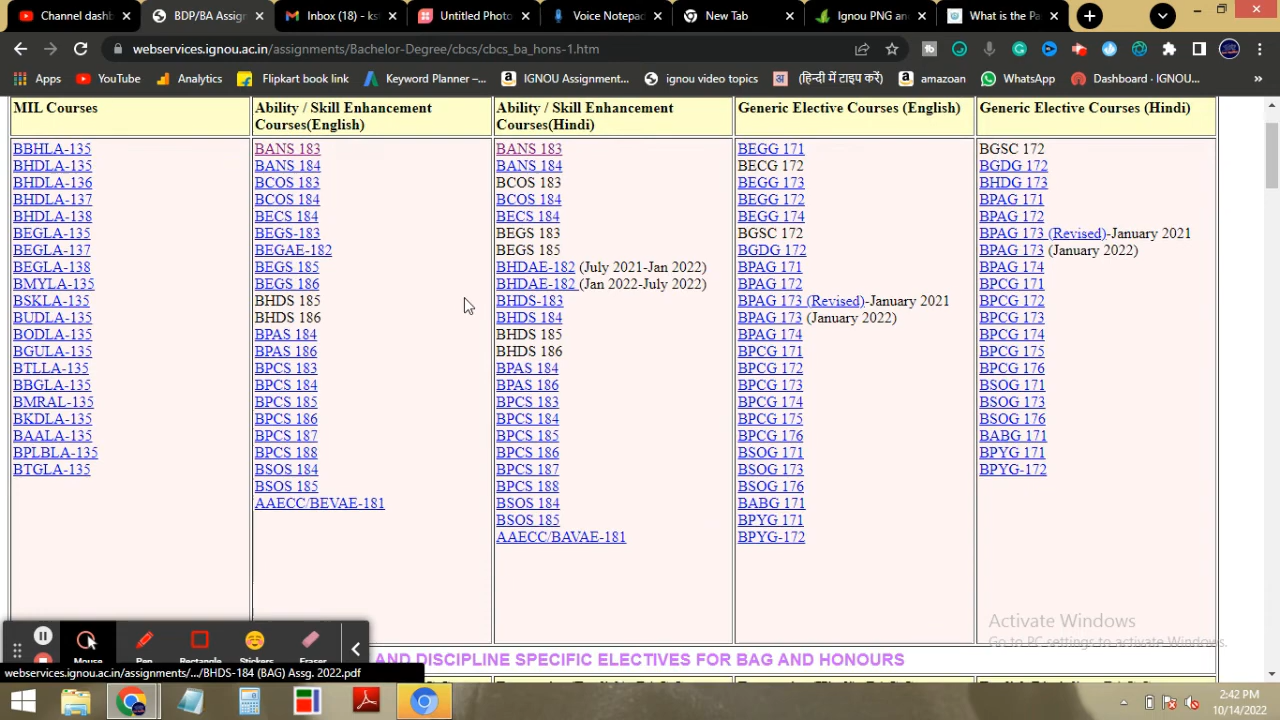 Channel dashb
BDP/BA Assig
Inbox (18) - ks
Untitled Photo
Voice Notepad
New Tab
Ignou PNG an
What is the Pa
webservices.ignou.ac.in/assignments/Bachelor-Degree/cbcs/cbcs_ba_hons-1.htm
Apps
YouTube
Analytics
Flipkart book link
Keyword Planner –...
IGNOU Assignment...
ignou video topics
(हिन्दी में टाइप करें)
amazoan
WhatsApp
Dashboard - IGNOU...
»
MIL Courses
BBHLA-135
BHDLA-135
BHDLA-136
BHDLA-137
BHDLA-138
BEGLA-135
BEGLA-137
BEGLA-138
BMYLA-135
BSKLA-135
BUDLA-135
BODLA-135
BGULA-135
BTLLA-135
BBGLA-135
BMRAL-135
BKDLA-135
BAALA-135
BPLBLA-135
BTGLA-135
Ability / Skill Enhancement
Courses(English)
BANS 183
BANS 184
BCOS 183
BCOS 184
BECS 184
BEGS-183
BEGAE-182
BEGS 185
BEGS 186
BHDS 185
BHDS 186
BPAS 184
BPAS 186
BPCS 183
BPCS 184
BPCS 185
BPCS 186
BPCS 187
BPCS 188
BSOS 184
BSOS 185
AAECC/BEVAE-181
Ability / Skill Enhancement
Courses(Hindi)
BANS 183
BANS 184
BCOS 183
BCOS 184
BECS 184
BEGS 183
BEGS 185
BHDAE-182 (July 2021-Jan 2022)
BHDAE-182 (Jan 2022-July 2022)
BHDS-183
BHDS 184
BHDS 185
BHDS 186
BPAS 184
BPAS 186
BPCS 183
BPCS 184
BPCS 185
BPCS 186
BPCS 187
BPCS 188
BSOS 184
BSOS 185
AAECC/BAVAE-181
Generic Elective Courses (English)
BEGG 171
BECG 172
BEGG 173
BEGG 172
BEGG 174
BGSC 172
BGDG 172
BPAG 171
BPAG 172
BPAG 173 (Revised)-January 2021
BPAG 173 (January 2022)
BPAG 174
BPCG 171
BPCG 172
BPCG 173
BPCG 174
BPCG 175
BPCG 176
BSOG 171
BSOG 173
BSOG 176
BABG 171
BPYG 171
BPYG-172
Generic Elective Courses (Hindi)
BGSC 172
BGDG 172
BHDG 173
BPAG 171
BPAG 172
BPAG 173 (Revised)-January 2021
BPAG 173 (January 2022)
BPAG 174
BPCG 171
BPCG 172
BPCG 173
BPCG 174
BPCG 175
BPCG 176
BSOG 171
BSOG 173
BSOG 176
BABG 171
BPYG 171
BPYG-172
Activate Windows
Go to PC settings to activate Windows.
AND DISCIPLINE SPECIFIC ELECTIVES FOR BAG AND HONOURS
Mouse
Pen
Rectangle
Stickers
Eraser
webservices.ignou.ac.in/assignments/.../BHDS-184 (BAG) Assg. 2022.pdf
2:42 PM
10/14/2022